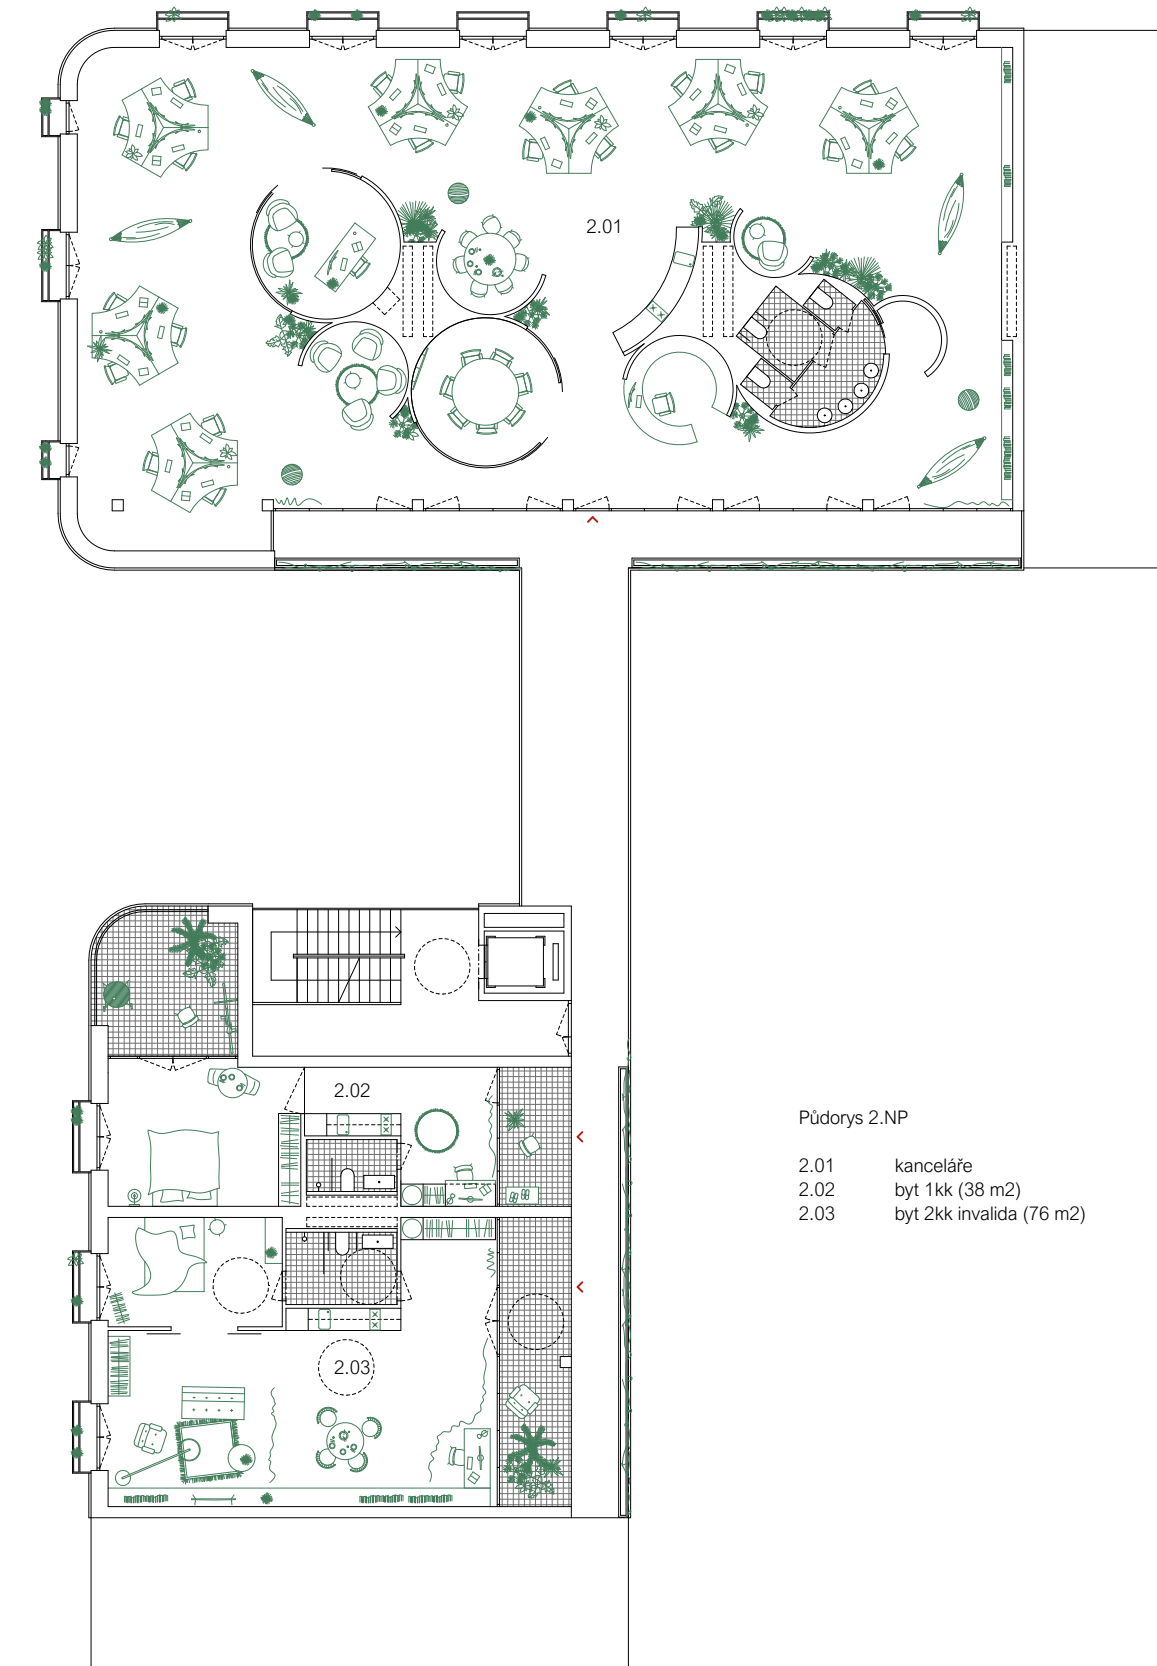 2.01
2.02
2.03
Půdorys 2.NP
2.01 kanceláře
2.02 byt 1kk (38 m2)
2.03 byt 2kk invalida (76 m2)